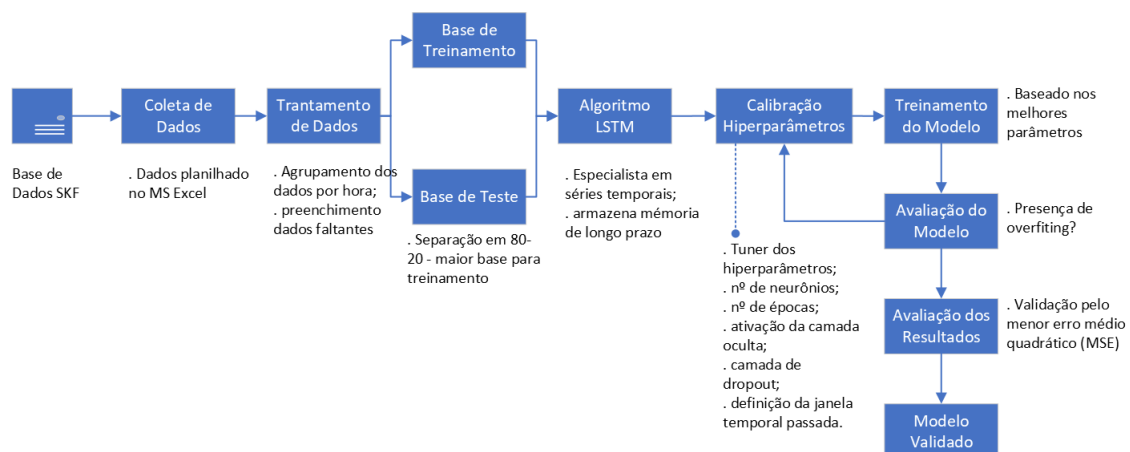 Base de
Treinamento
Coleta de
Dados
Trantamento
de Dados
Algoritmo
LSTM
Calibração
Hiperparâmetros
Treinamento
do Modelo
. Baseado nos
melhores
parâmetros
Base de
Dados SKF
. Dados planilhado
no MS Excel
. Agrupamento dos
dados por hora;
. preenchimento
dados faltantes
Base de Teste
. Separação em 80-
20 - maior base para
treinamento
. Especialista em
séries temporais;
. armazena mémoria
de longo prazo
Avaliação do
Modelo
. Presença de
overfiting?
. Tuner dos
hiperparâmetros;
. nº de neurônios;
. nº de épocas;
. ativação da camada
oculta;
. camada de
dropout;
. definição da janela
temporal passada.
Avaliação dos
Resultados
. Validação pelo
menor erro médio
quadrático (MSE)
Modelo
Validado